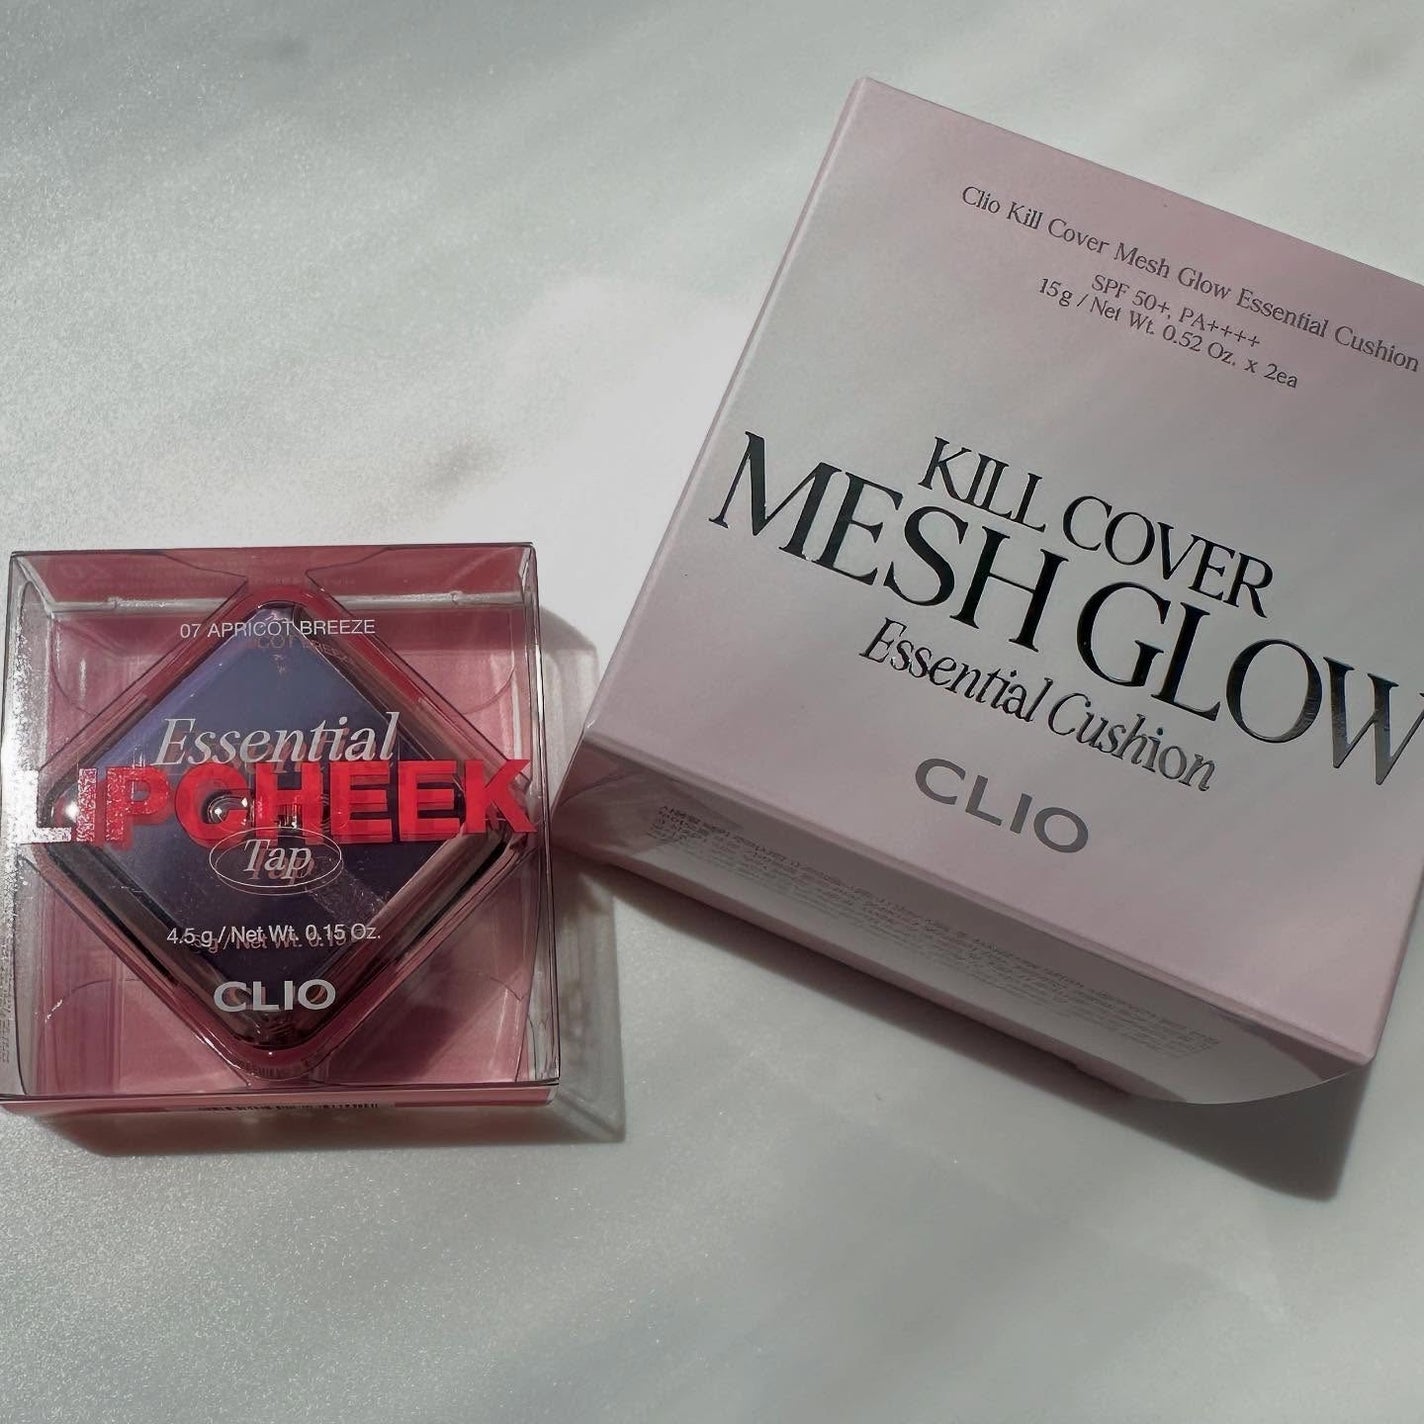 07 APRICOT BREEZE
Essential
LIPCHEEK
Tap
4.5 g / Net Wt. 0.15 Oz.
CLIO
Clio Kill Cover Mesh Glow Essential Cushion
SPF 50+, PA++++
15g / Net Wt. 0.52 Oz. x 2ea
KILL COVER
MESH GLOW
Essential Cushion
CLIO